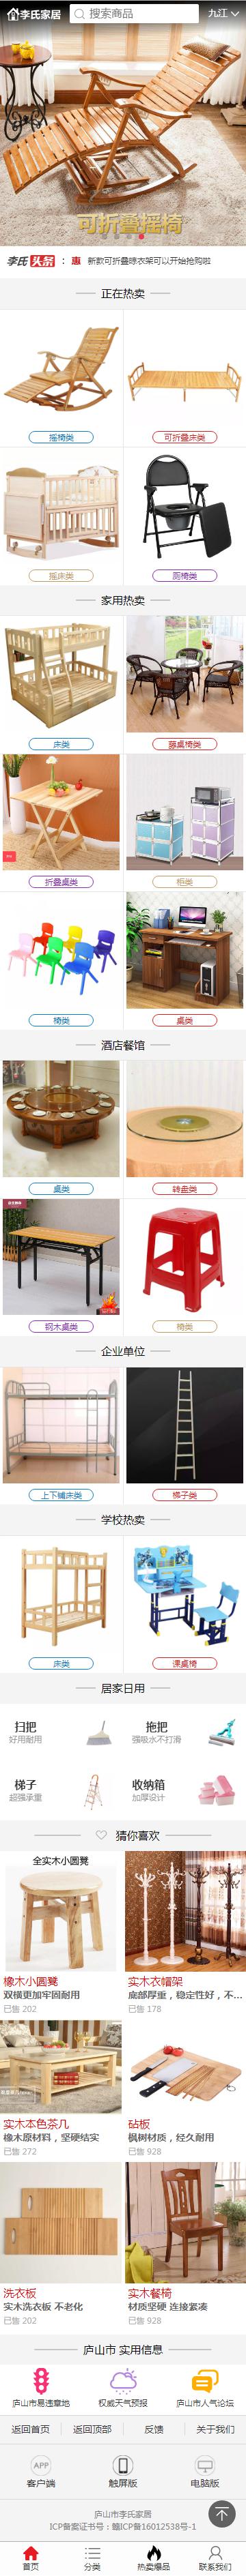 李氏家居 搜索商品 九江
可折叠摇椅
李氏 头条 : 惠 新款可折叠晾衣架可以开始抢购啦
正在热卖
摇椅类 可折叠床类
摇床类 厕椅类
家用热卖
床类 藤桌椅类
折叠桌类 柜类
椅类 桌类
酒店餐馆
桌类 转盘类
钢木桌类 椅类
企业单位
上下铺床类 梯子类
学校热卖
床类 课桌椅
居家日用
扫把 拖把
好用耐用 强吸水不打滑
梯子 收纳箱
超强承重 加厚设计
猜你喜欢
全实木小圆凳
橡木小圆凳 实木衣帽架
双横更加牢固耐用 底部厚重，稳定性好，不...
已售 202 已售 178
实木本色茶几 砧板
橡木原材料，坚硬结实 枫树材质，经久耐用
已售 272 已售 928
洗衣板 实木餐椅
实木洗衣板 不老化 材质坚硬 连接紧凑
已售 202 已售 928
庐山市 实用信息
庐山市易违章地 权威天气预报 庐山市人气论坛
返回首页 返回顶部 反馈 关于我们
APP
客户端 触屏版 电脑版
庐山市李氏家居
ICP备案证书号：赣ICP备16012538号-1
首页 分类 热卖爆品 联系我们